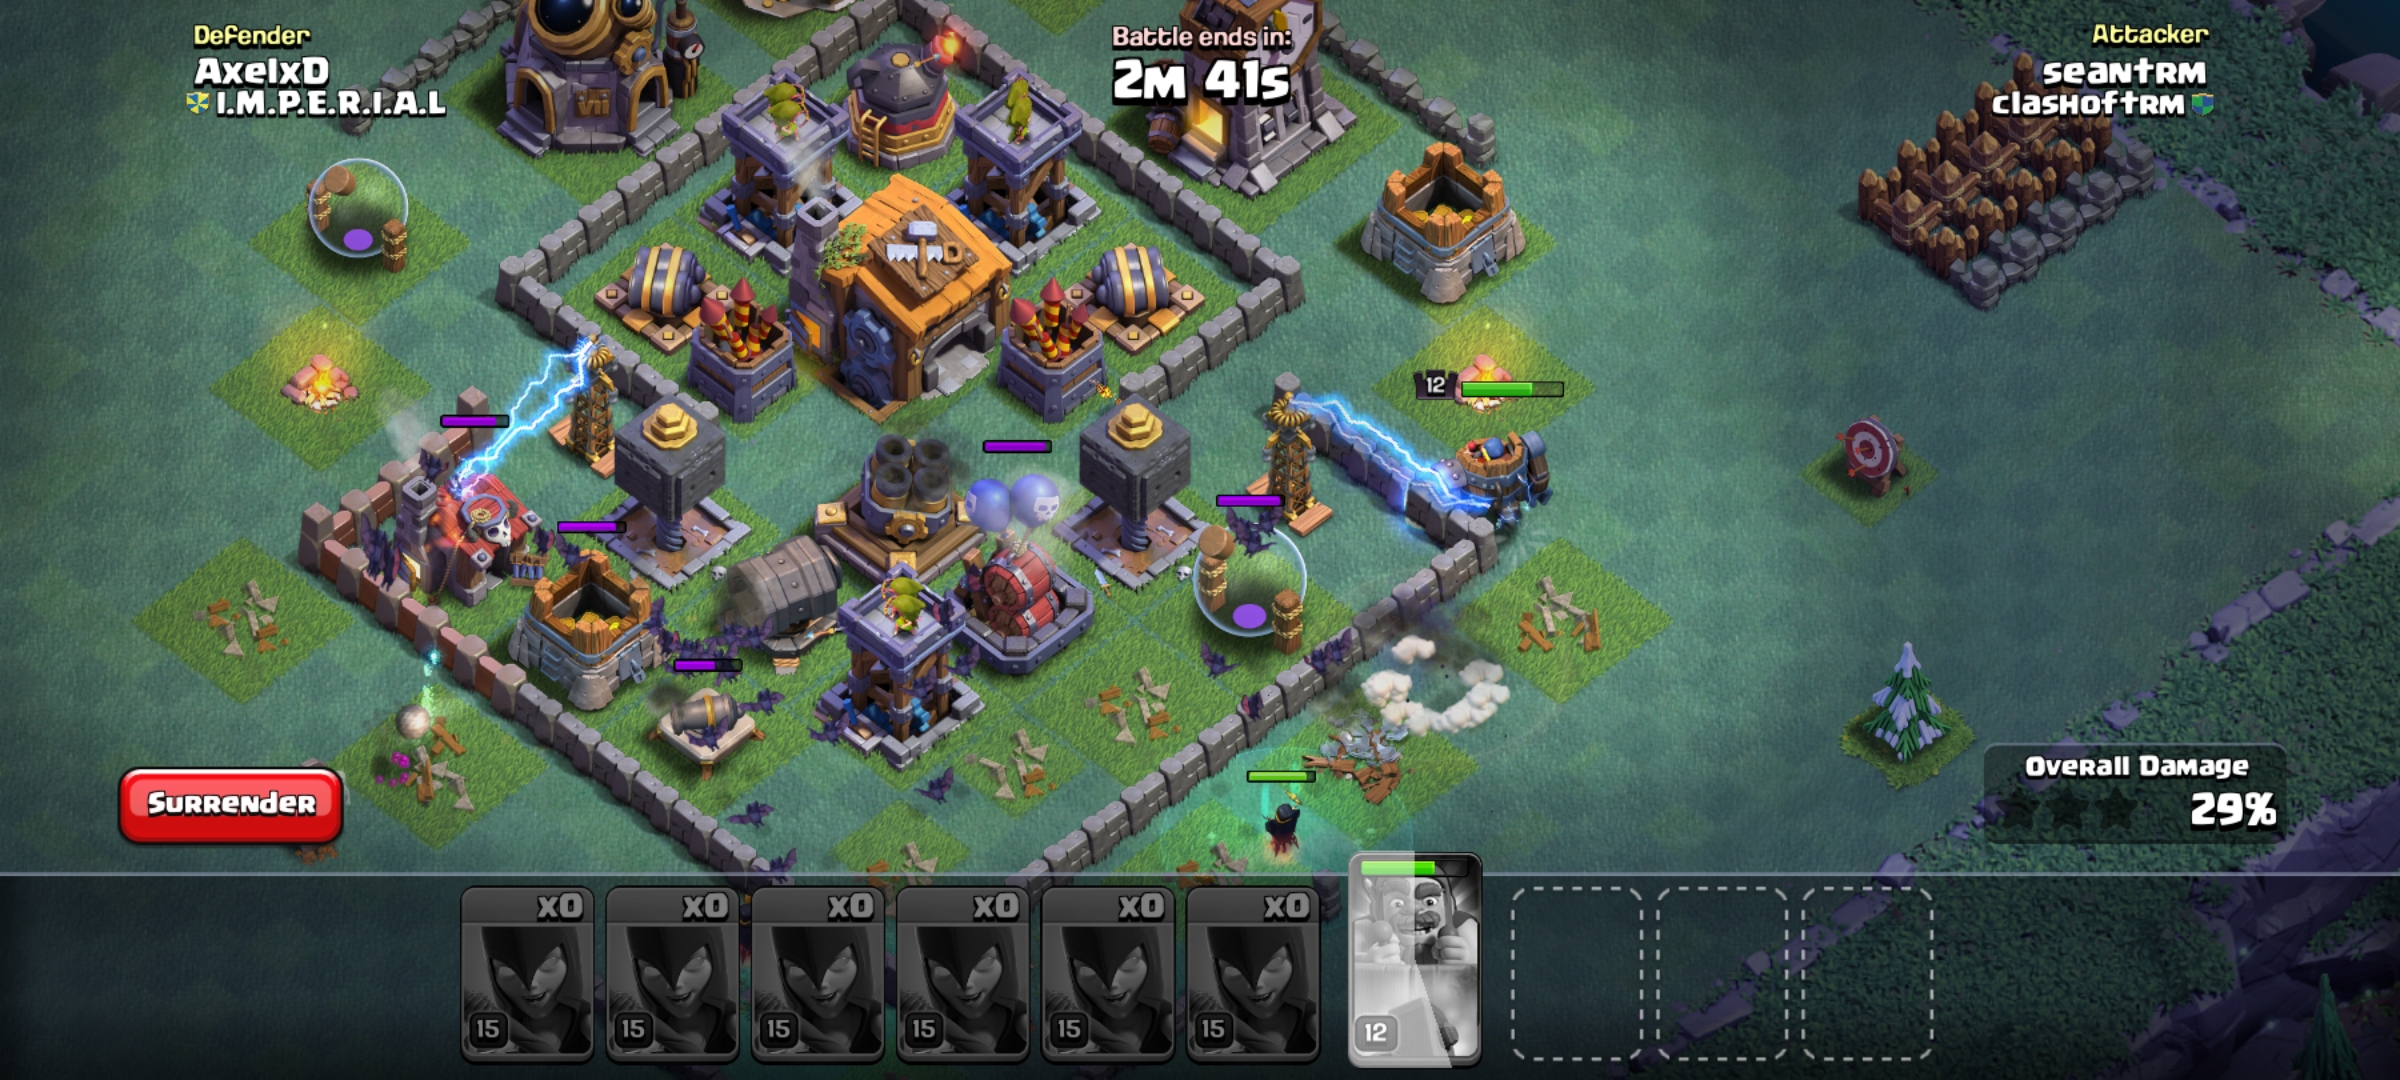 Defender
AxelxD
I.M.P.E.R.I.A.L
Battle ends in:
2M 41s
Attacker
seantRM
clashoftRM
12
Surrender
Overall Damage
29%
x0
x0
x0
x0
x0
x0
15
15
15
15
15
15
12